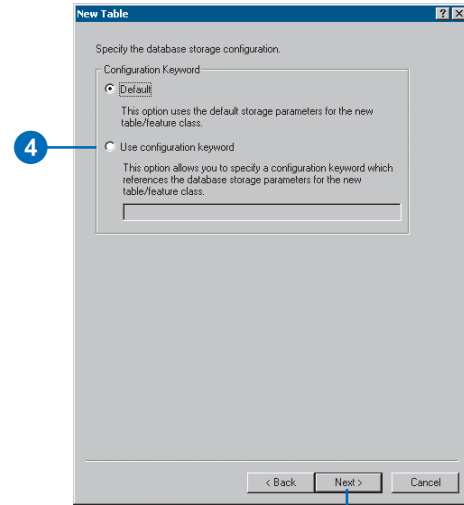 New Table
? X
Specify the database storage configuration.
Configuration Keyword
Default
This option uses the default storage parameters for the new
table/feature class.
4
Use configuration keyword
This option allows you to specify a configuration keyword which
references the database storage parameters for the new
table/feature class.
< Back Next > Cancel